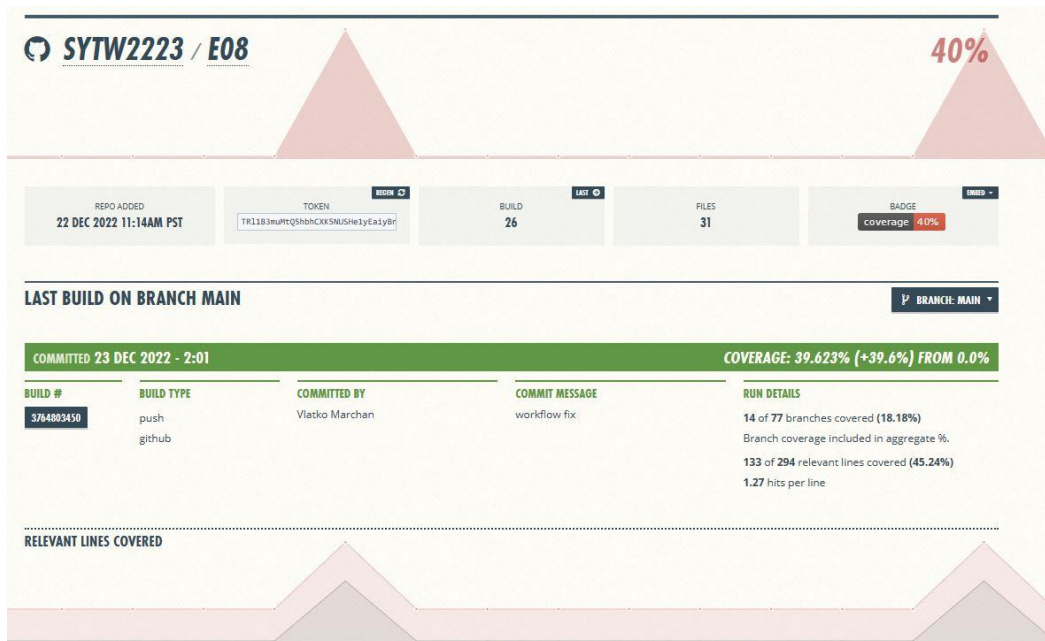 SYTW2223 / E08
40%
REGEN
LAST
EMBED
REPO ADDED
22 DEC 2022 11:14AM PST
TOKEN
BUILD
26
FILES
31
BADGE
coverage 40%
LAST BUILD ON BRANCH MAIN
BRANCH: MAIN
COMMITTED 23 DEC 2022 - 2:01
COVERAGE: 39.623% (+39.6%) FROM 0.0%
BUILD #
3764803450
BUILD TYPE
push
github
COMMITTED BY
Vlatko Marchan
COMMIT MESSAGE
workflow fix
RUN DETAILS
14 of 77 branches covered (18.18%)
Branch coverage included in aggregate %.
133 of 294 relevant lines covered (45.24%)
1.27 hits per line
RELEVANT LINES COVERED